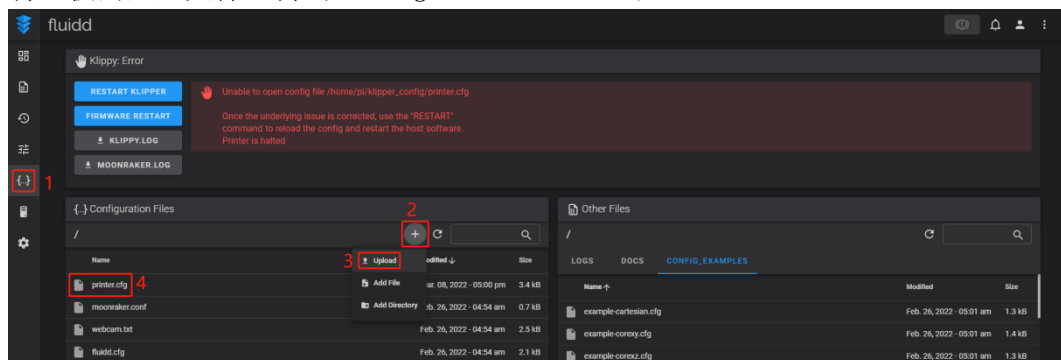 fluidd
Klippy: Error
RESTART KLIPPER
FIRMWARE RESTART
KLIPPY.LOG
MOONRAKER.LOG
Unable to open config file /home/pi/klipper_config/printer.cfg
Once the underlying issue is corrected, use the "RESTART"
command to reload the config and restart the host software.
Printer is halted
{..} 1
{..} Configuration Files
2
/
+
Name
odified
Size
3 Upload
Add File
Add Directory
printer.cfg 4
ar. 08, 2022 - 05:00 pm 3.4 kB
moonraker.conf
eb. 26, 2022 - 04:54 am 0.7 kB
webcam.txt Feb. 26, 2022 - 04:54 am 2.5 kB
fluidd.cfg Feb. 26, 2022 - 04:54 am 2.1 kB
Other Files
/
LOGS DOCS CONFIG_EXAMPLES
Name Modified Size
example-cartesian.cfg Feb. 26, 2022 - 05:01 am 1.3 kB
example-corexy.cfg Feb. 26, 2022 - 05:01 am 1.4 kB
example-corexz.cfg Feb. 26, 2022 - 05:01 am 1.3 kB